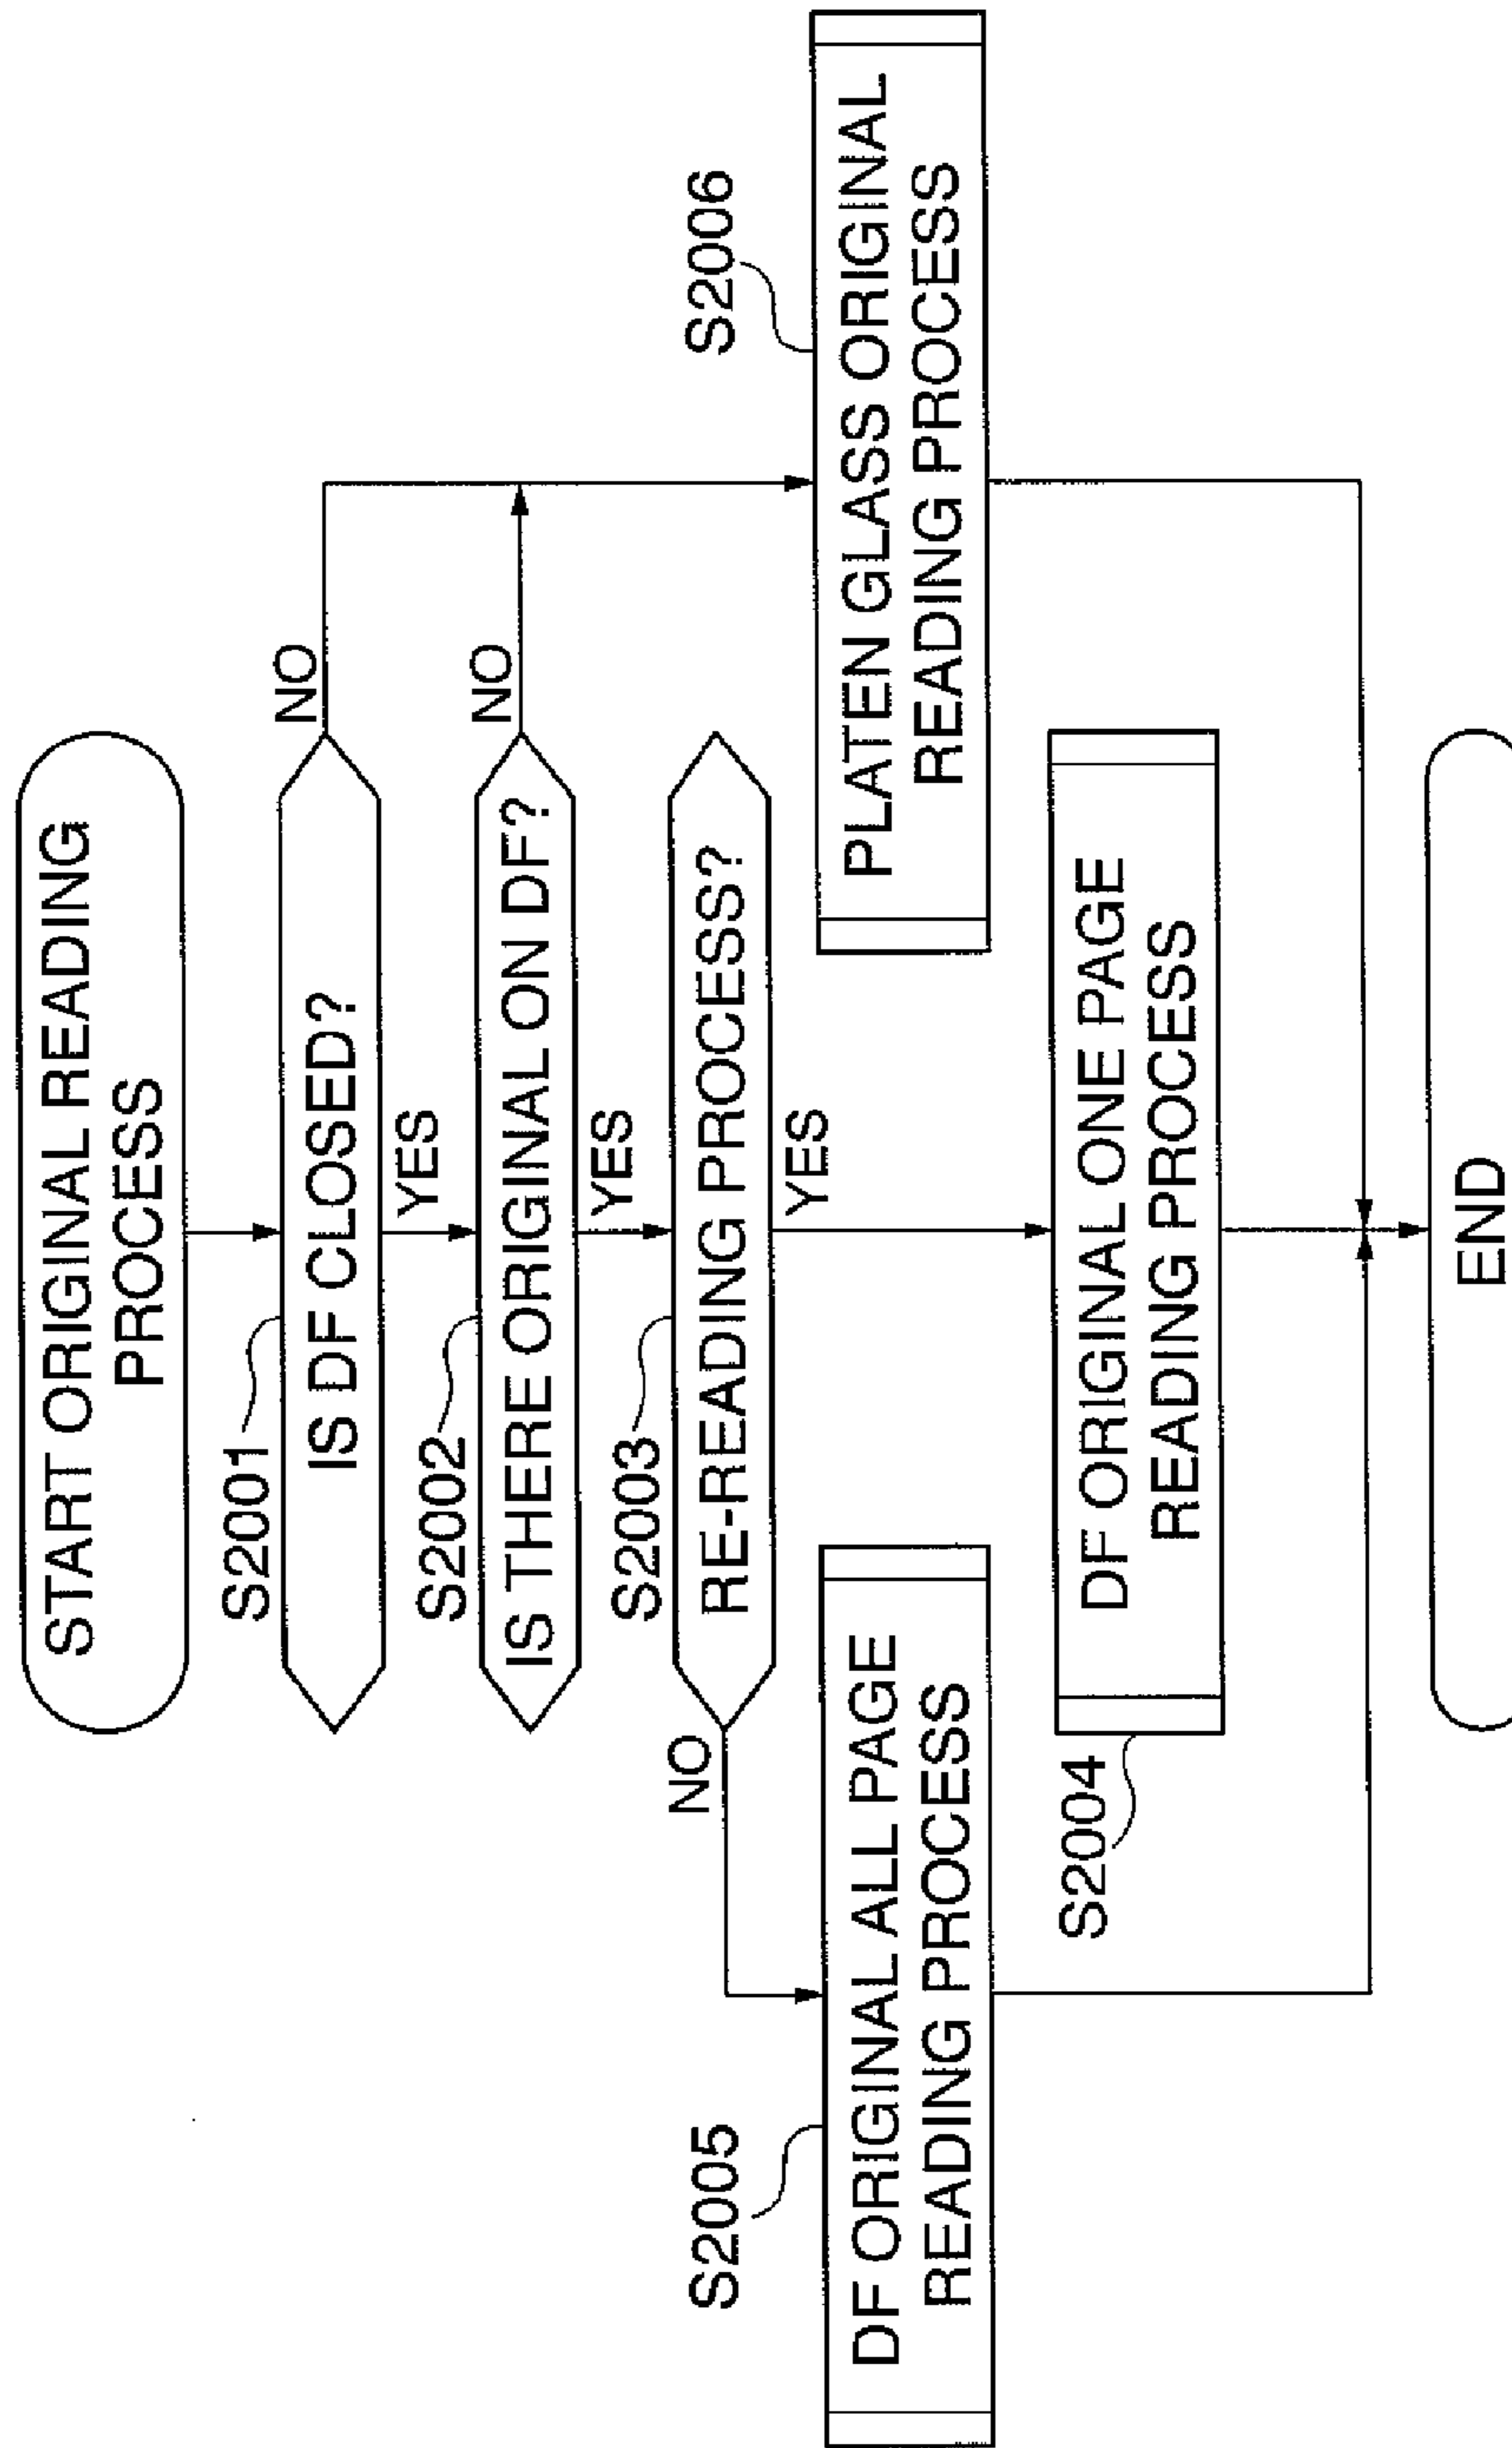 START ORIGINAL READING
PROCESS
S2001
IS DF CLOSED?
NO
YES
S2002
IS THERE ORIGINAL ON DF?
NO
YES
S2003
RE-READING PROCESS?
NO
YES
S2005
DF ORIGINAL ALL PAGE
READING PROCESS
S2006
PLATEN GLASS ORIGINAL
READING PROCESS
S2004
DF ORIGINAL ONE PAGE
READING PROCESS
END